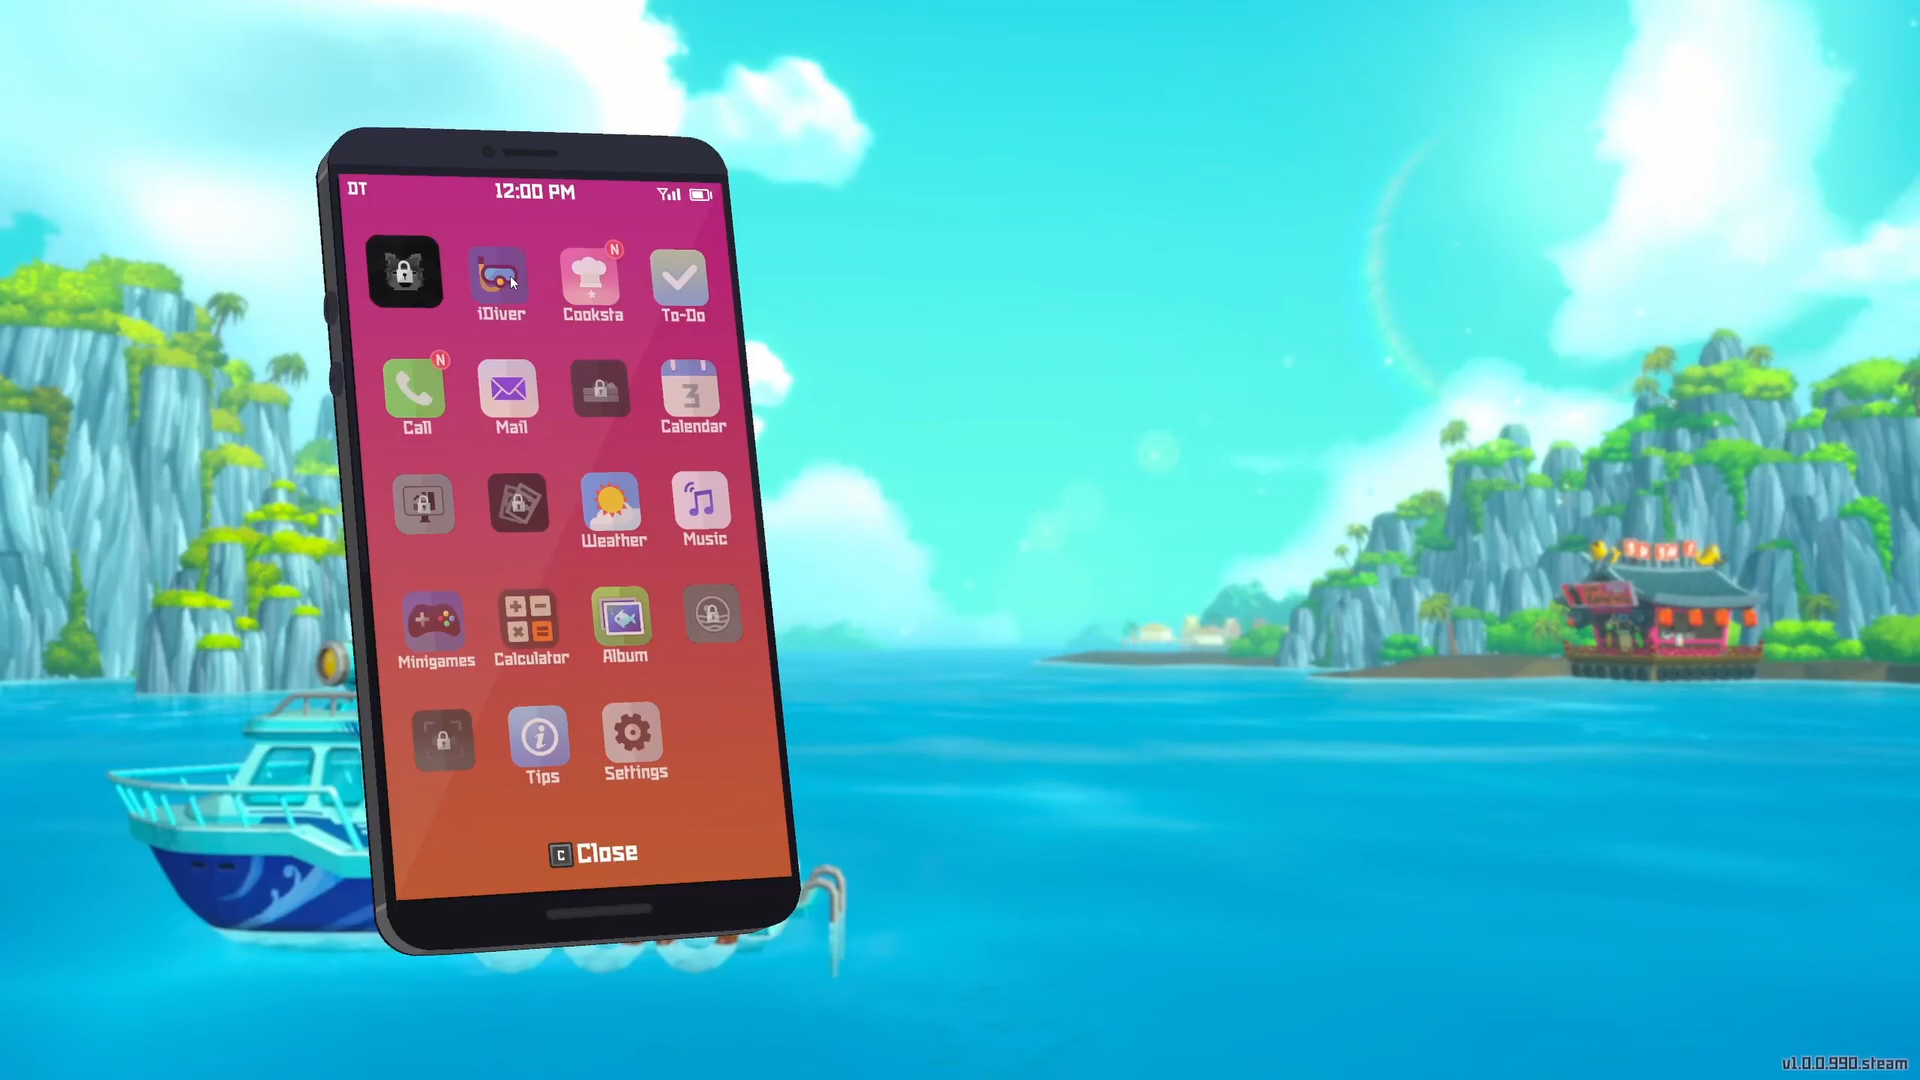 DT
12:00 PM
N
iDiver
Cooksta
To-Do
N
3
Call
Mail
Calendar
Weather
Music
Minigames
Calculator
Album
Tips
Settings
C Close
v1.0.0.990.steam